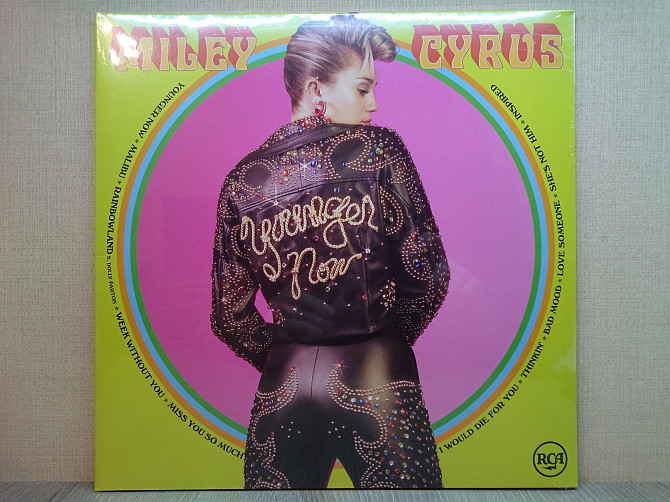 MILEY CYRUS
YOUNGER NOW ★ MALIBU ★ RAINBOWLAND ft. DOLLY PARTON ★ WEEK WITHOUT YOU ★ MISS YOU SO MUCH
I WOULD DIE FOR YOU ★ THINKIN' ★ BAD MOOD ★ LOVE SOMEONE ★ SHE'S NOT HIM ★ INSPIRED
Younger
Now
RCA